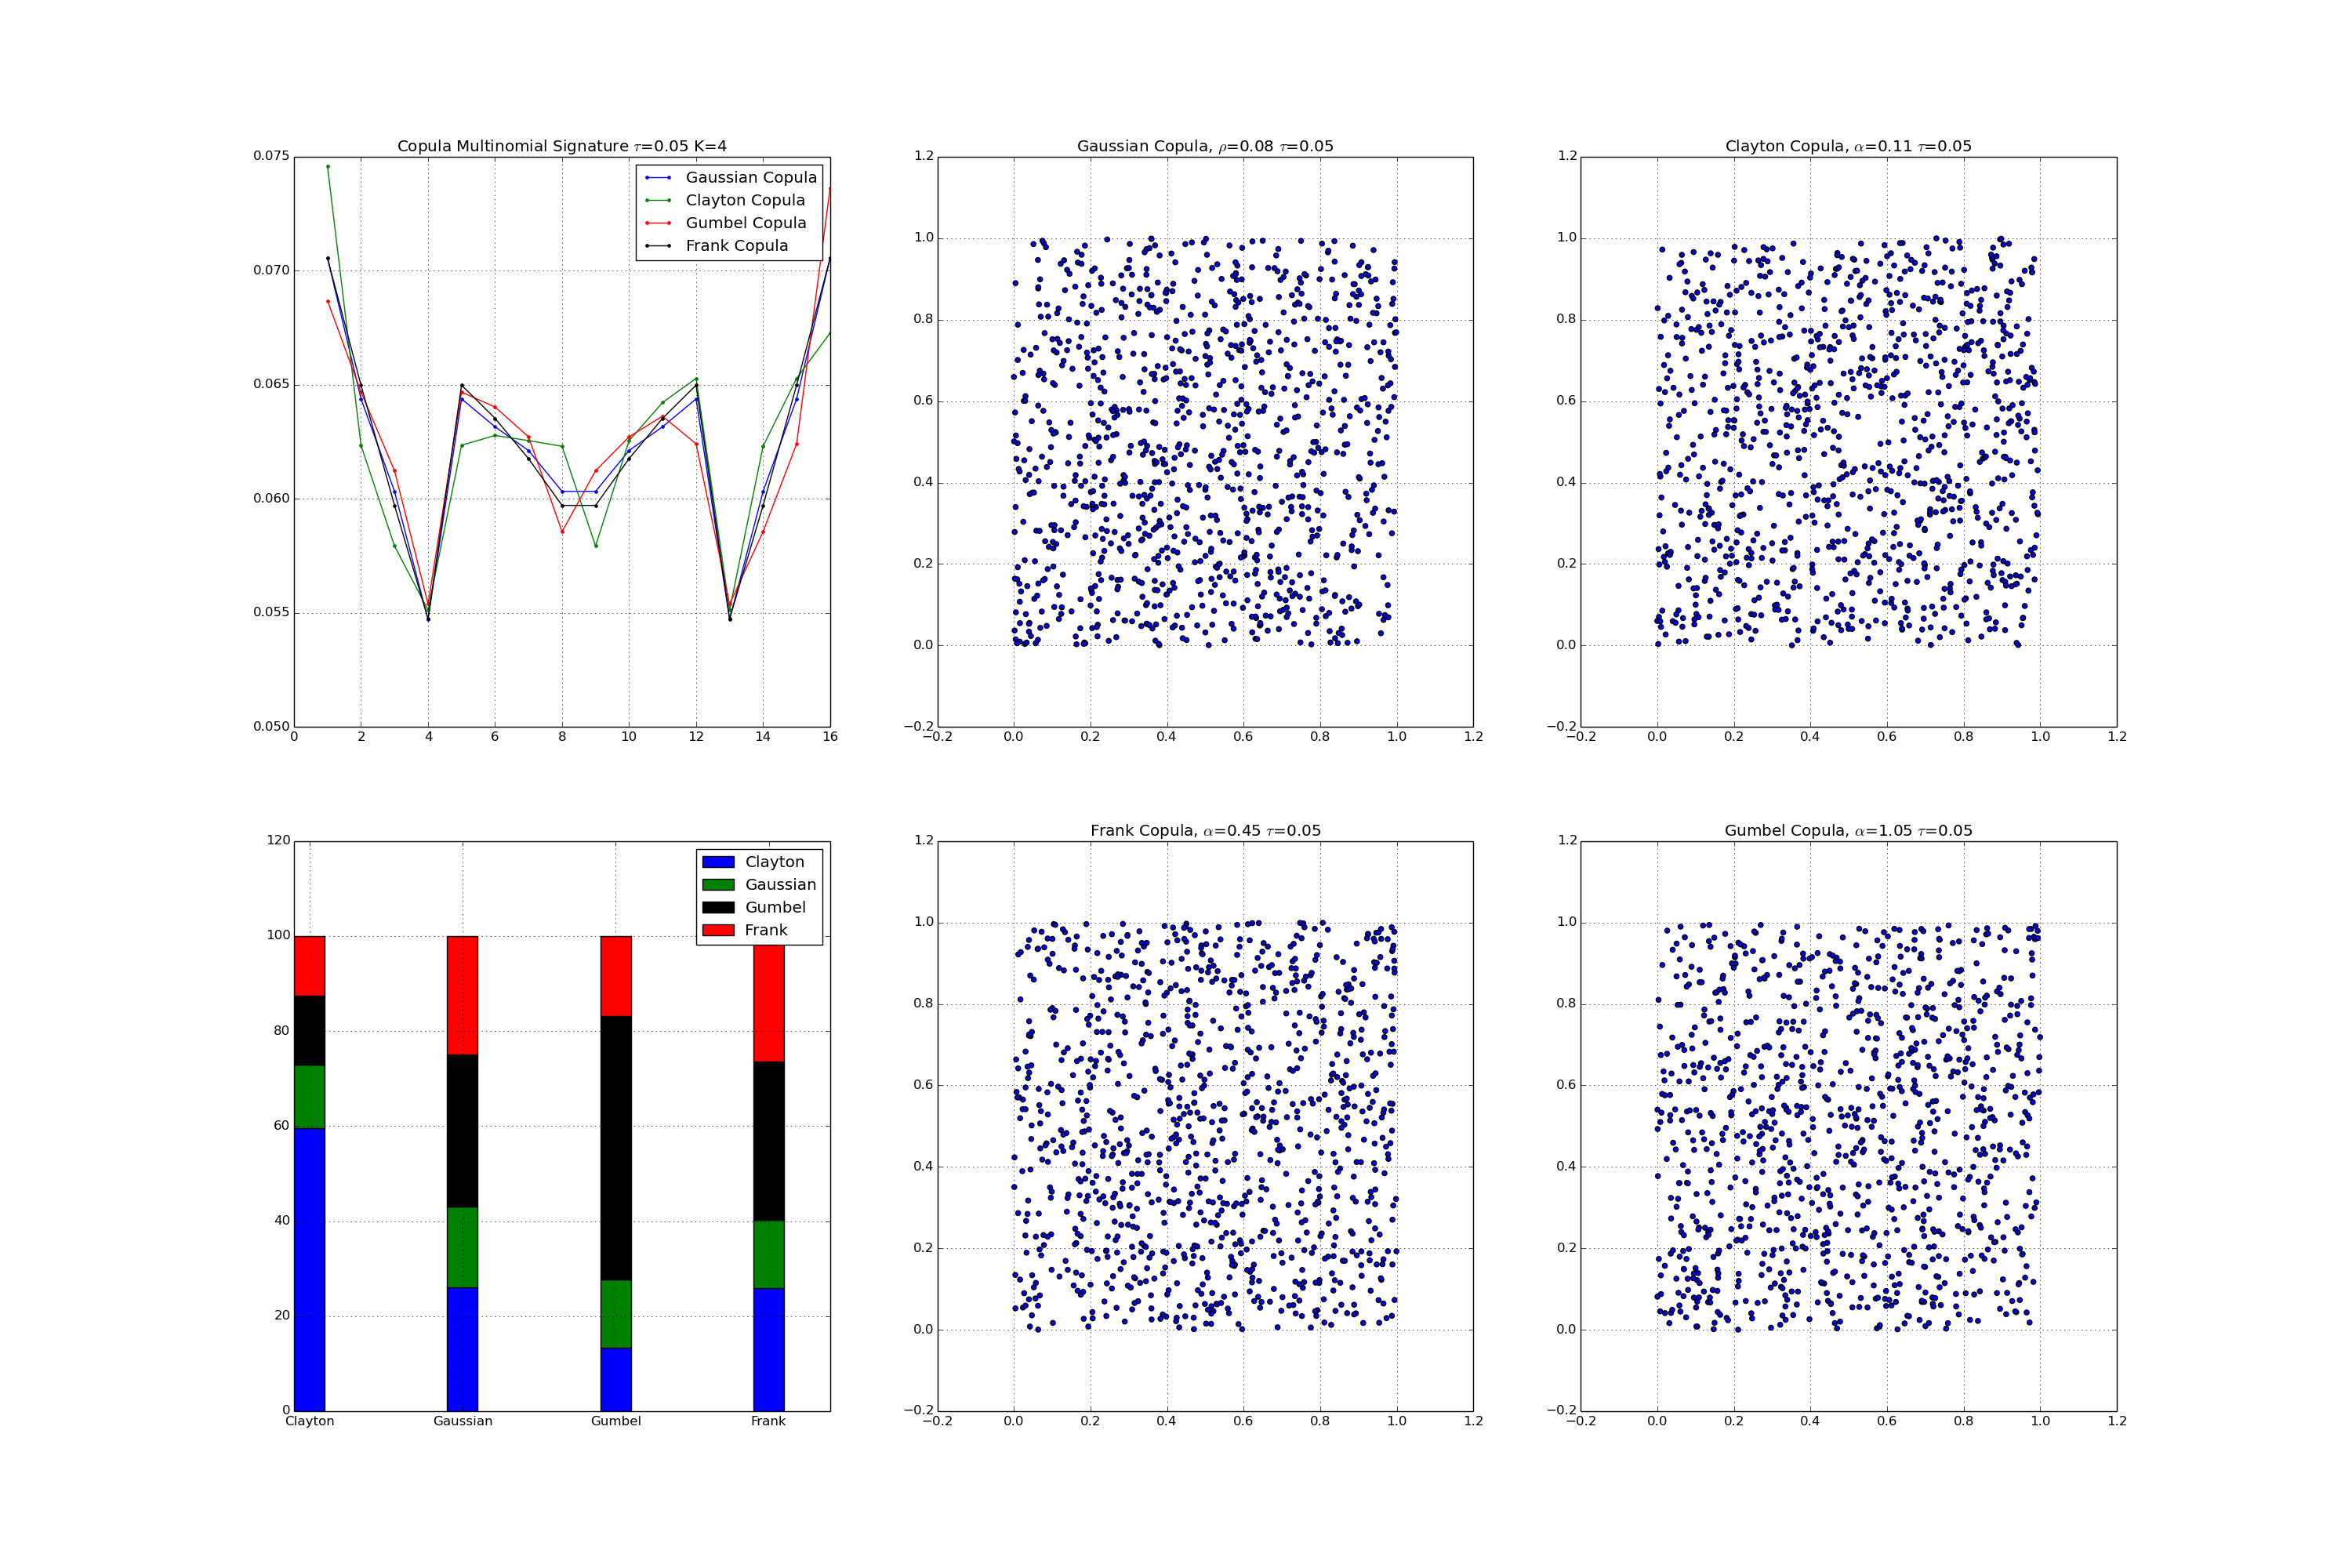 Copula Multinomial Signature τ=0.05 K=4
0.075
0.070
0.065
0.060
0.055
0.050
0 2 4 6 8 10 12 14 16
Gaussian Copula
Clayton Copula
Gumbel Copula
Frank Copula
Gaussian Copula, ρ=0.08 τ=0.05
1.2
1.0
0.8
0.6
0.4
0.2
0.0
−0.2
−0.2 0.0 0.2 0.4 0.6 0.8 1.0 1.2
Clayton Copula, α=0.11 τ=0.05
1.2
1.0
0.8
0.6
0.4
0.2
0.0
−0.2
−0.2 0.0 0.2 0.4 0.6 0.8 1.0 1.2
120
100
80
60
40
20
0
Clayton Gaussian Gumbel Frank
Clayton
Gaussian
Gumbel
Frank
Frank Copula, α=0.45 τ=0.05
1.2
1.0
0.8
0.6
0.4
0.2
0.0
−0.2
−0.2 0.0 0.2 0.4 0.6 0.8 1.0 1.2
Gumbel Copula, α=1.05 τ=0.05
1.2
1.0
0.8
0.6
0.4
0.2
0.0
−0.2
−0.2 0.0 0.2 0.4 0.6 0.8 1.0 1.2